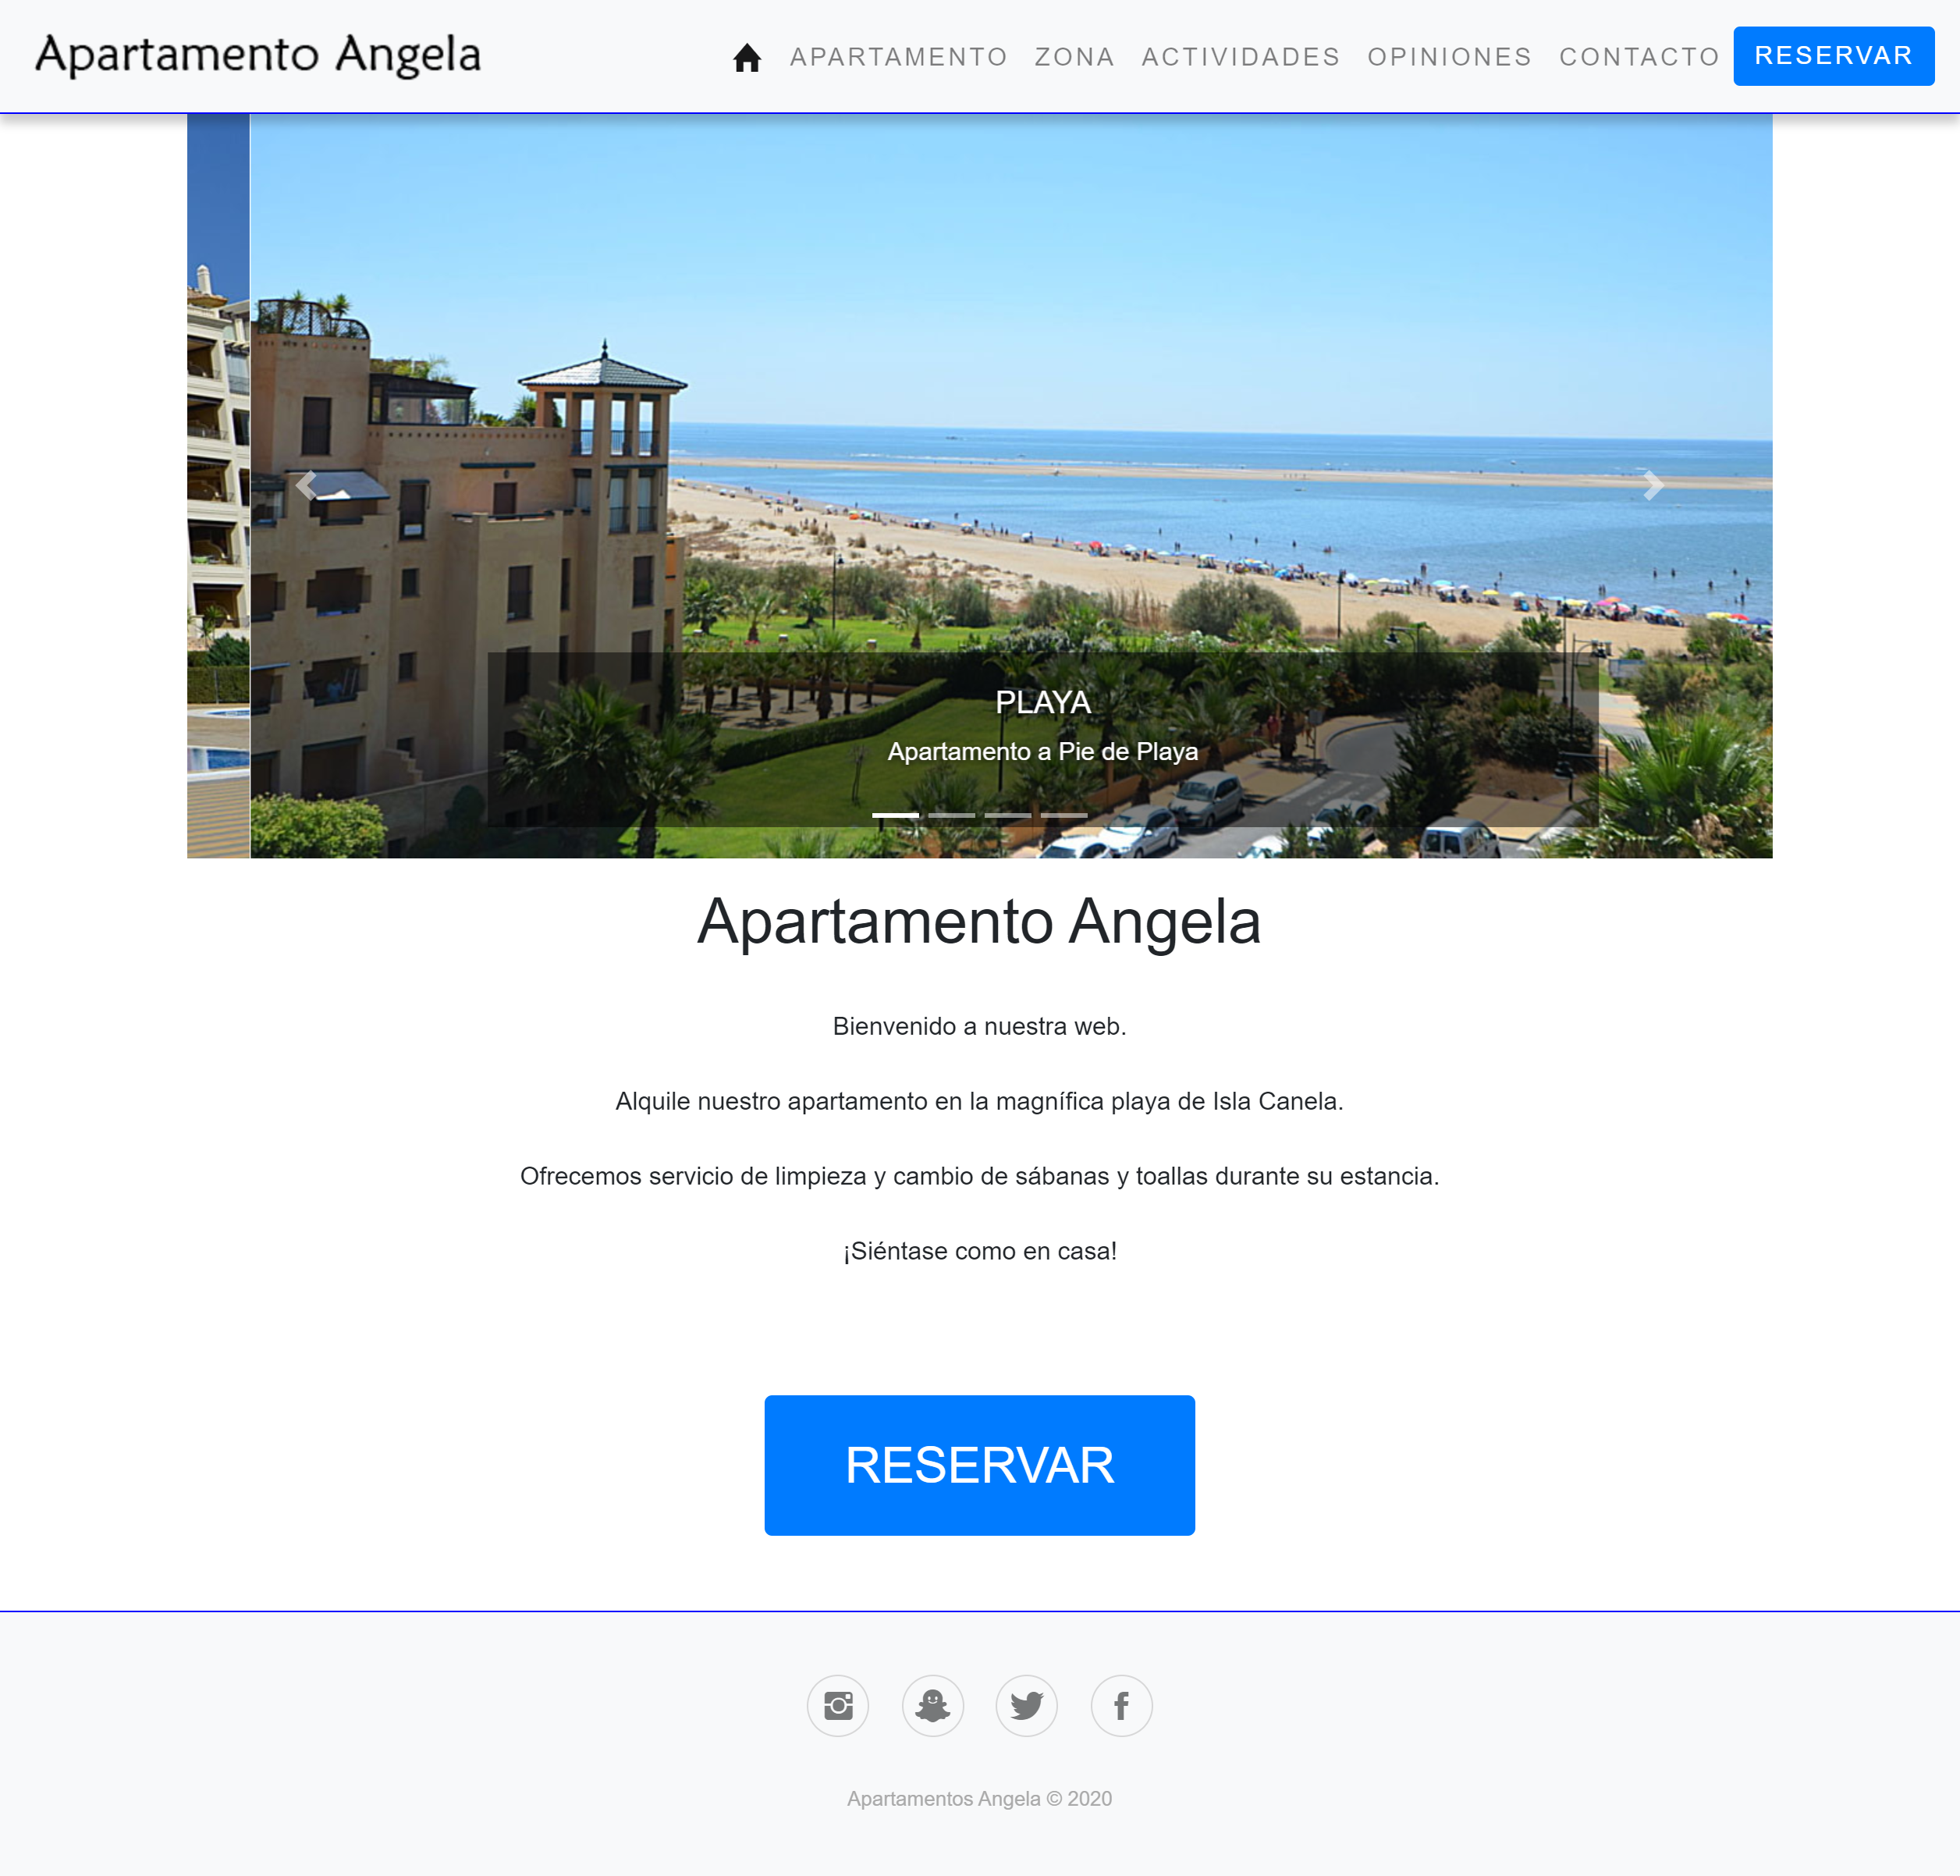 Apartamento Angela
APARTAMENTO ZONA ACTIVIDADES OPINIONES CONTACTO RESERVAR
PLAYA
Apartamento a Pie de Playa
Apartamento Angela
Bienvenido a nuestra web.
Alquile nuestro apartamento en la magnífica playa de Isla Canela.
Ofrecemos servicio de limpieza y cambio de sábanas y toallas durante su estancia.
¡Siéntase como en casa!
RESERVAR
Apartamentos Angela © 2020